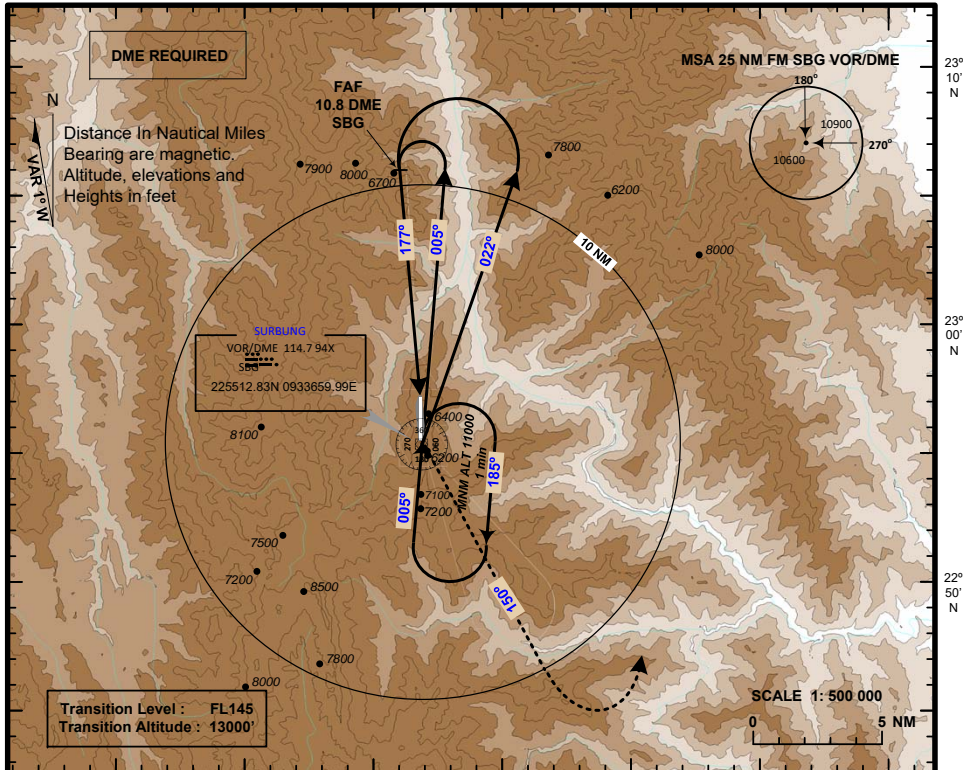 DME REQUIRED
MSA 25 NM FM SBG VOR/DME
180°
10900
270°
10600
23°
10'
N
FAF
10.8 DME
SBG
N
VAR 1° W
Distance In Nautical Miles
Bearing are magnetic.
Altitude, elevations and
Heights in feet
7900
8000
6700
7800
6200
8000
177°
005°
022°
10 NM
23°
00'
N
SURBUNG
VOR/DME 114.7 94X
SBG
225512.83N 0933659.99E
8100
6400
270
060
6200
MNM ALT 11000
1 min
185°
005°
7100
7200
7500
7200
8500
150°
22°
50'
N
7800
8000
Transition Level : FL145
Transition Altitude : 13000'
SCALE 1: 500 000
0 5 NM